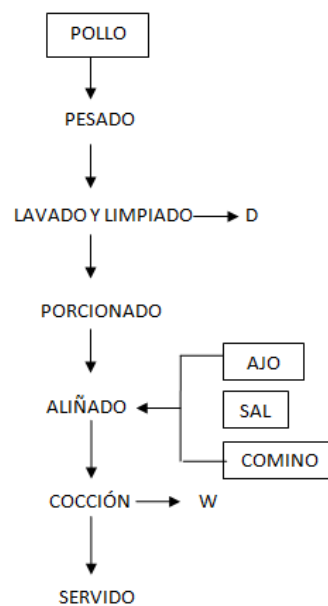 POLLO
PESADO
LAVADO Y LIMPIADO D
PORCIONADO
AJO
ALIÑADO SAL
COMINO
COCCIÓN W
SERVIDO